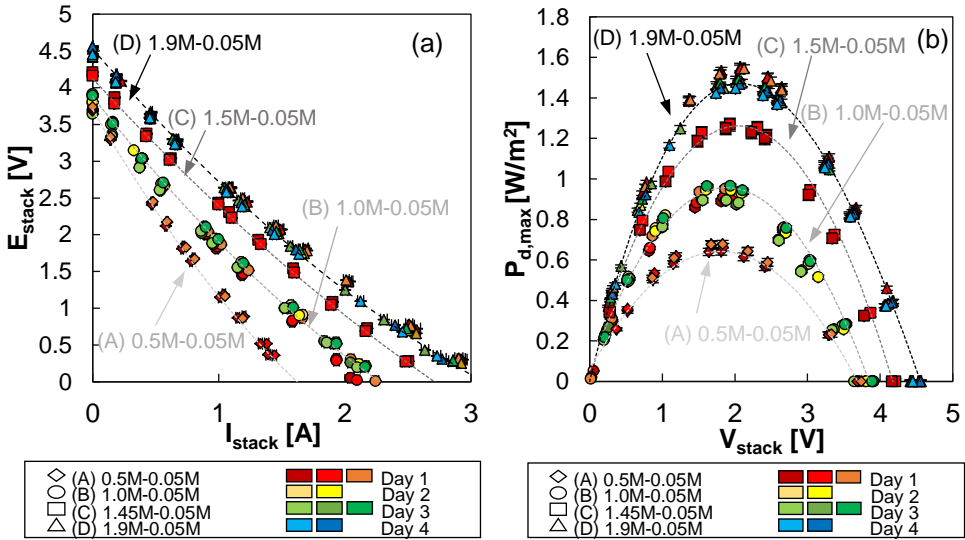 (a)
E_stack [V]
5
4.5
4
3.5
3
2.5
2
1.5
1
0.5
0
(D) 1.9M-0.05M
(C) 1.5M-0.05M
(B) 1.0M-0.05M
(A) 0.5M-0.05M
0 1 2 3
I_stack [A]
(A) 0.5M-0.05M Day 1
(B) 1.0M-0.05M Day 2
(C) 1.45M-0.05M Day 3
(D) 1.9M-0.05M Day 4
(b)
P_d,max [W/m²]
1.8
1.6
1.4
1.2
1
0.8
0.6
0.4
0.2
0
(D) 1.9M-0.05M
(C) 1.5M-0.05M
(B) 1.0M-0.05M
(A) 0.5M-0.05M
0 1 2 3 4 5
V_stack [V]
(A) 0.5M-0.05M Day 1
(B) 1.0M-0.05M Day 2
(C) 1.45M-0.05M Day 3
(D) 1.9M-0.05M Day 4